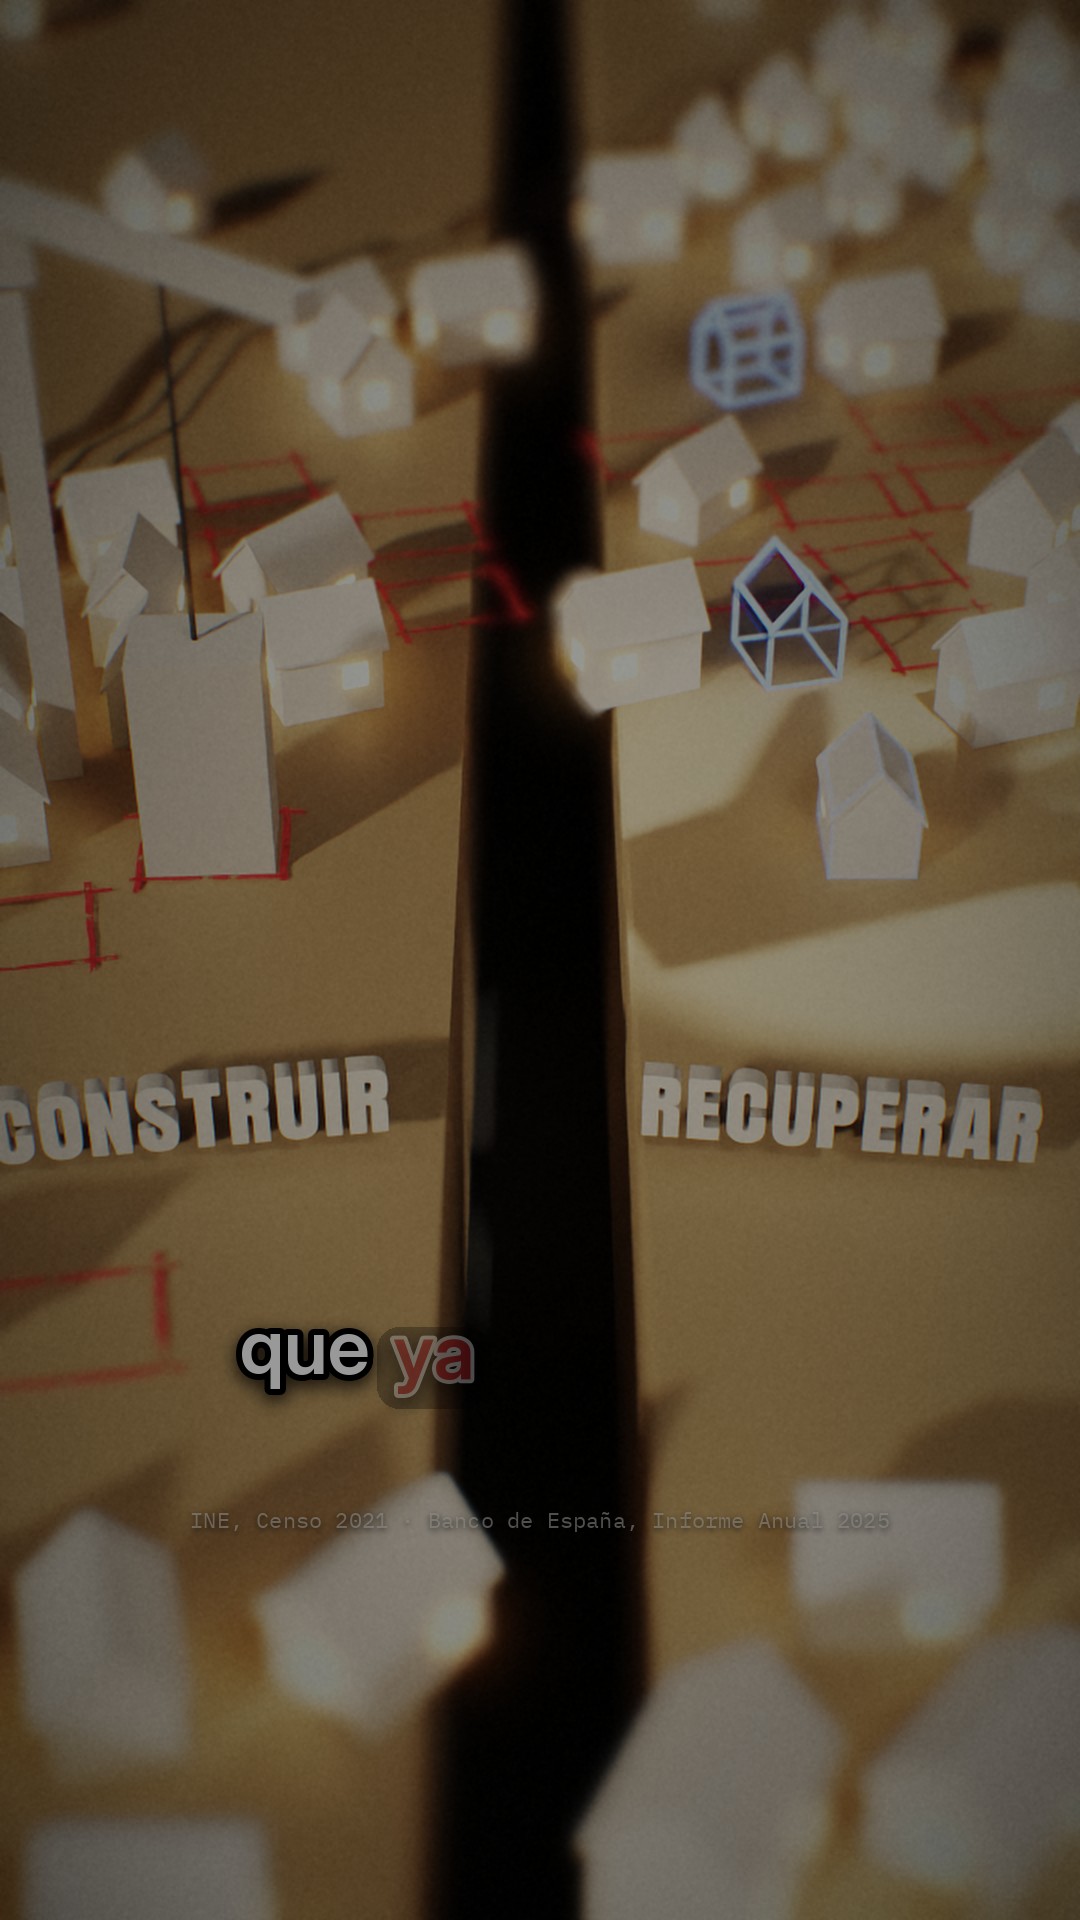 CONSTRUIR
RECUPERAR
que ya
INE, Censo 2021 · Banco de España, Informe Anual 2025